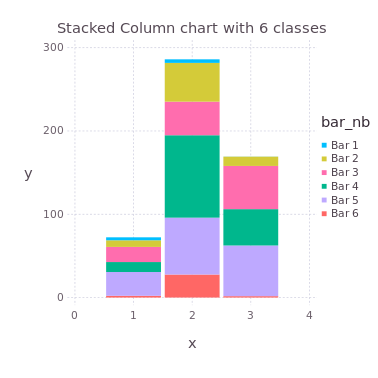 Stacked Column chart with 6 classes
300
200
100
0
y
0 1 2 3 4
x
bar_nb
Bar 1
Bar 2
Bar 3
Bar 4
Bar 5
Bar 6